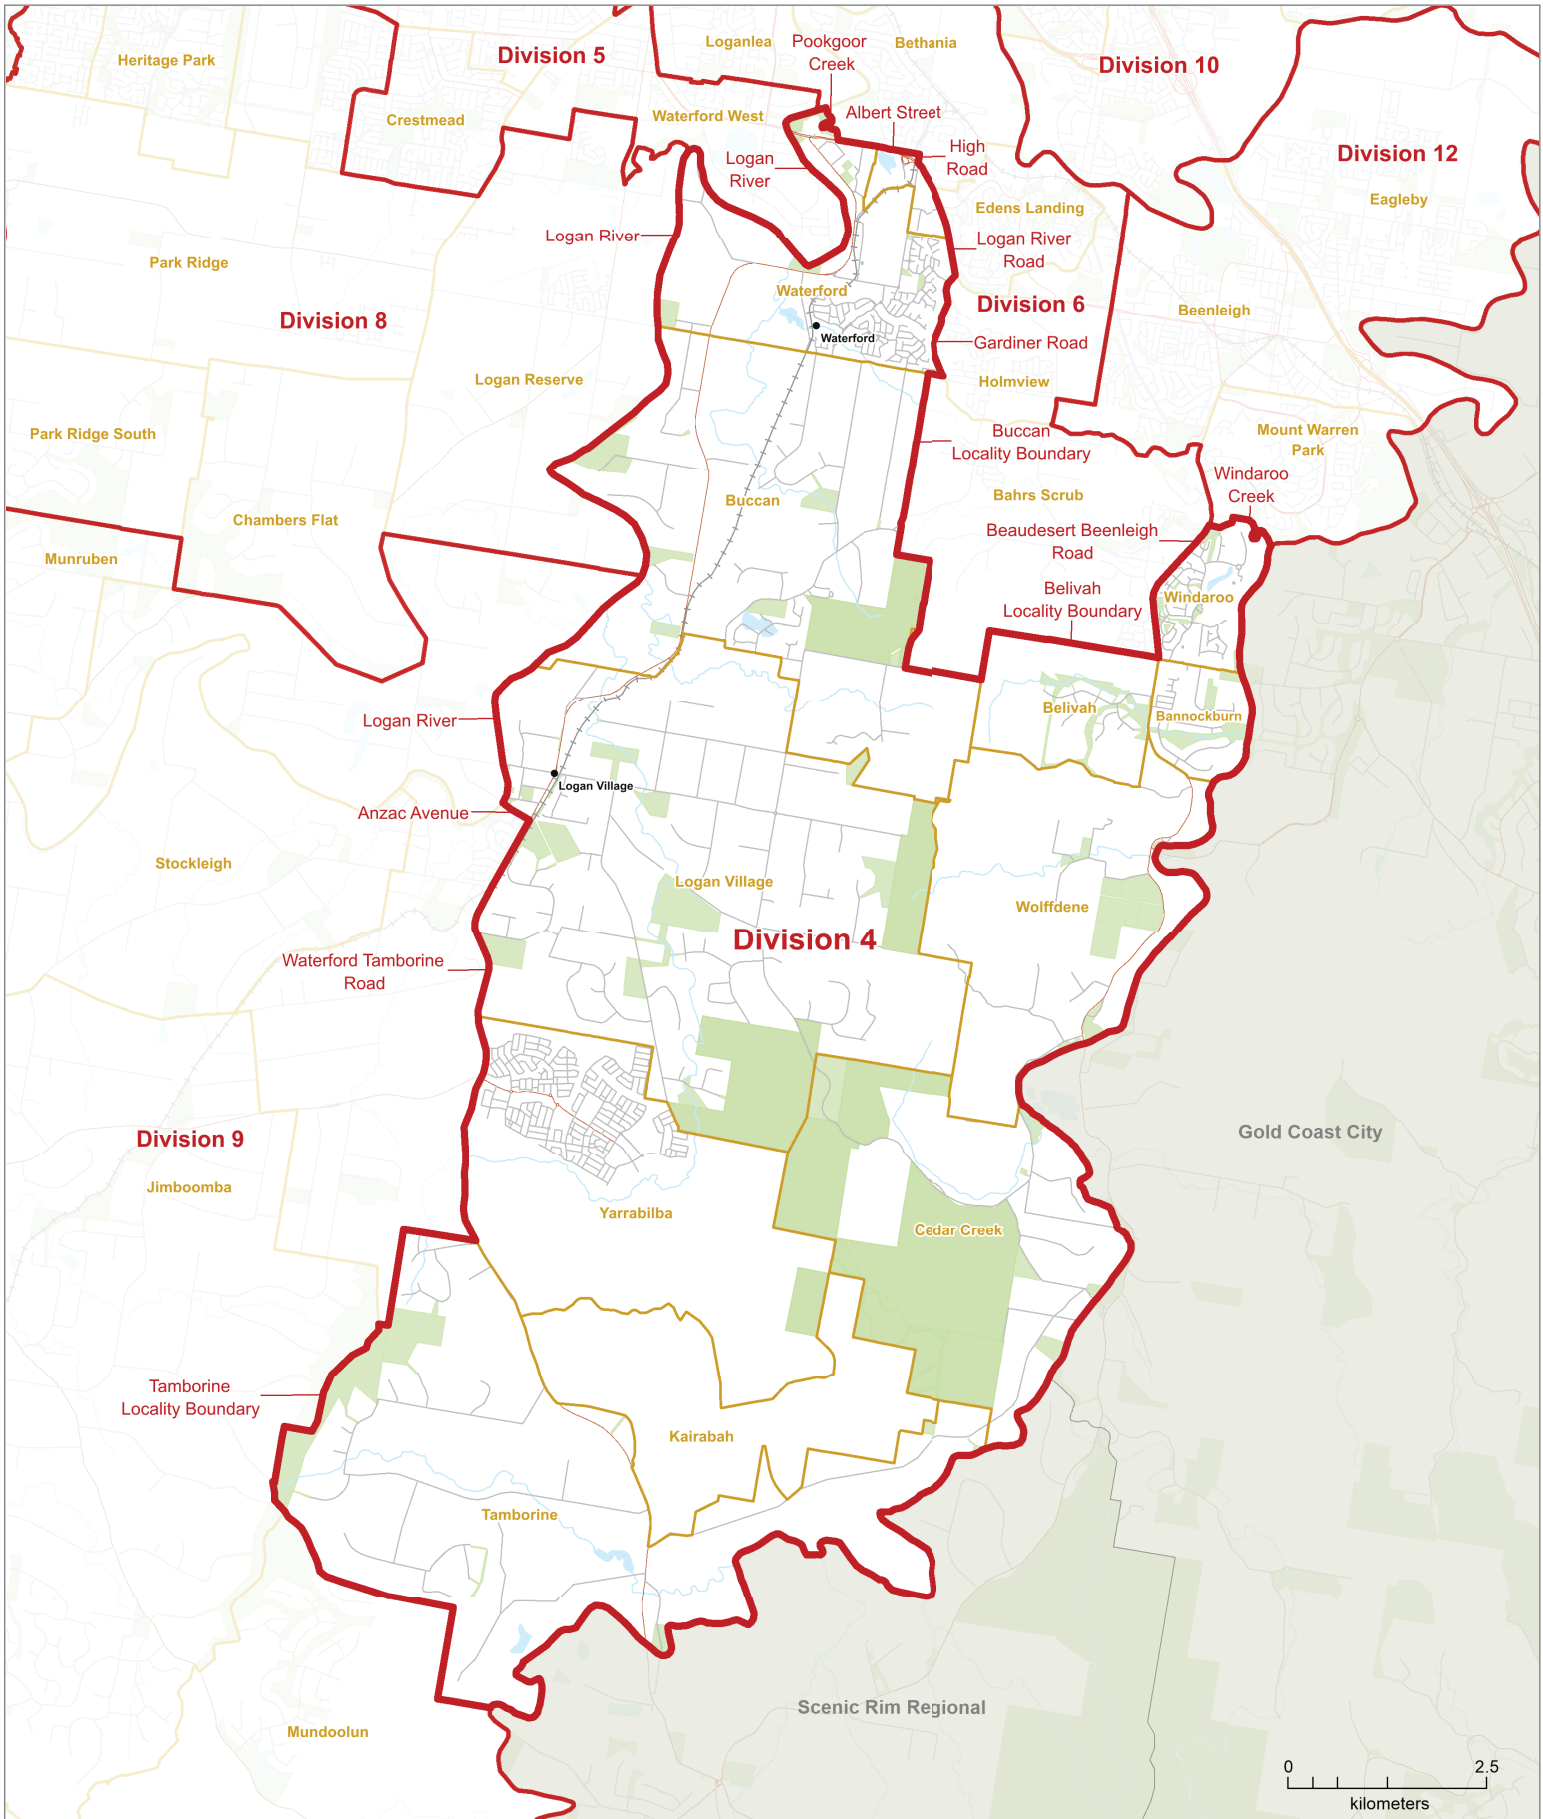 Heritage Park
Division 5
Loganlea
Pookgoor
Creek
Bethania
Division 10
Crestmead
Waterford West
Albert Street
High
Road
Division 12
Logan
River
Eagleby
Edens Landing
Logan River
Logan River
Road
Park Ridge
Waterford
Division 6
Beenleigh
Division 8
Waterford
Gardiner Road
Logan Reserve
Holmview
Park Ridge South
Buccan
Locality Boundary
Mount Warren
Park
Windaroo
Creek
Buccan
Bahrs Scrub
Chambers Flat
Beaudesert Beenleigh
Road
Munruben
Belivah
Locality Boundary
Windaroo
Logan River
Belivah
Bannockburn
Logan Village
Anzac Avenue
Stockleigh
Logan Village
Wolffdene
Division 4
Waterford Tamborine
Road
Gold Coast City
Division 9
Jimboomba
Yarrabilba
Cedar Creek
Tamborine
Locality Boundary
Kairabah
Tamborine
Scenic Rim Regional
Mundoolun
0 2.5
kilometers